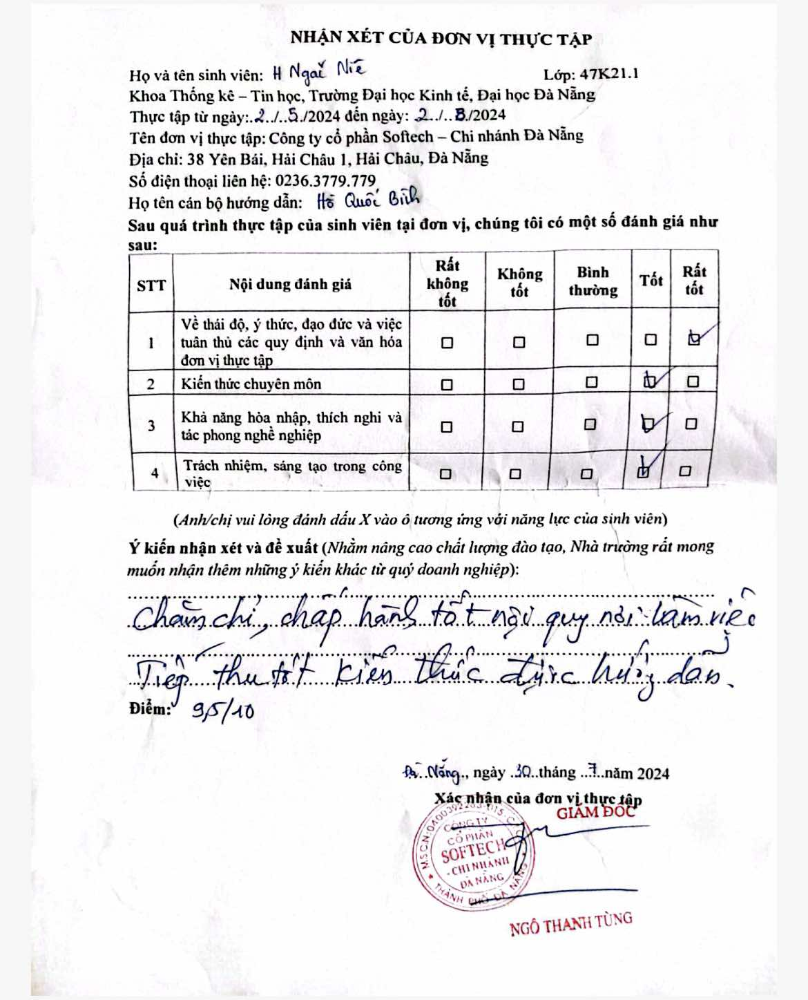 NHẬN XÉT CỦA ĐƠN VỊ THỰC TẬP
Họ và tên sinh viên: H Ngai Niê Lớp: 47K21.1
Khoa Thống kê – Tin học, Trường Đại học Kinh tế, Đại học Đà Nẵng
Thực tập từ ngày:..2../..5./2024 đến ngày: ..2../..8./2024
Tên đơn vị thực tập: Công ty cổ phần Softech – Chi nhánh Đà Nẵng
Địa chỉ: 38 Yên Bái, Hải Châu 1, Hải Châu, Đà Nẵng
Số điện thoại liên hệ: 0236.3779.779
Họ tên cán bộ hướng dẫn: Hồ Quốc Bình
Sau quá trình thực tập của sinh viên tại đơn vị, chúng tôi có một số đánh giá như
sau:
STT Nội dung đánh giá Rất không tốt Không tốt Bình thường Tốt Rất tốt
1 Về thái độ, ý thức, đạo đức và việc
tuân thủ các quy định và văn hóa
đơn vị thực tập
2 Kiến thức chuyên môn
3 Khả năng hòa nhập, thích nghi và
tác phong nghề nghiệp
4 Trách nhiệm, sáng tạo trong công
việc
(Anh/chị vui lòng đánh dấu X vào ô tương ứng với năng lực của sinh viên)
Ý kiến nhận xét và đề xuất (Nhằm nâng cao chất lượng đào tạo, Nhà trường rất mong
muốn nhận thêm những ý kiến khác từ quý doanh nghiệp):
Chăm chỉ, chấp hành tốt nội quy nơi làm việc
Tiếp thu tốt kiến thức được hướng dẫn.
Điểm: 9,5/10
Đà Nẵng, ngày 30 tháng 7 năm 2024
Xác nhận của đơn vị thực tập
GIÁM ĐỐC
CÔNG TY
CỔ PHẦN
SOFTECH
- CHI NHÁNH
ĐÀ NẴNG
THÀNH PHỐ ĐÀ NẴNG
NGÔ THANH TÙNG